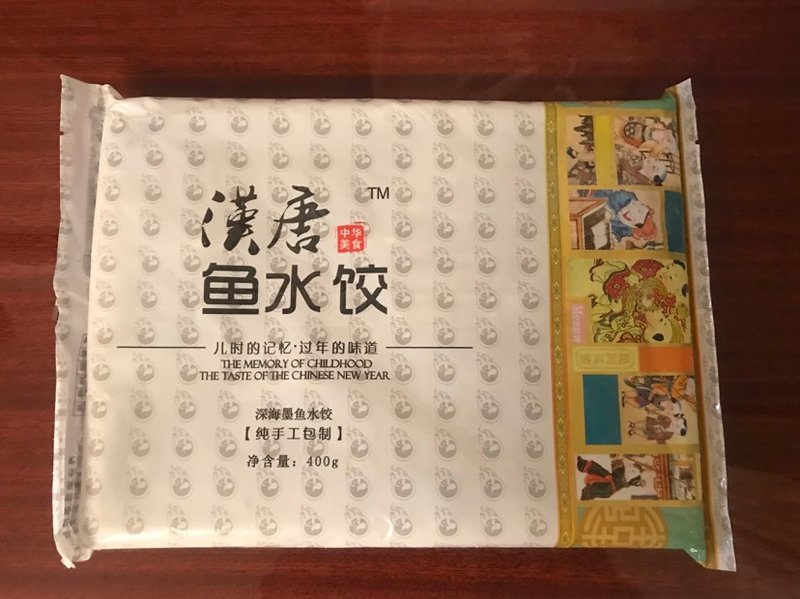 漢唐
TM
中华
美食
鱼水饺
儿时的记忆·过年的味道
THE MEMORY OF CHILDHOOD
THE TASTE OF THE CHINESE NEW YEAR
深海墨鱼水饺
【纯手工包制】
净含量：400g